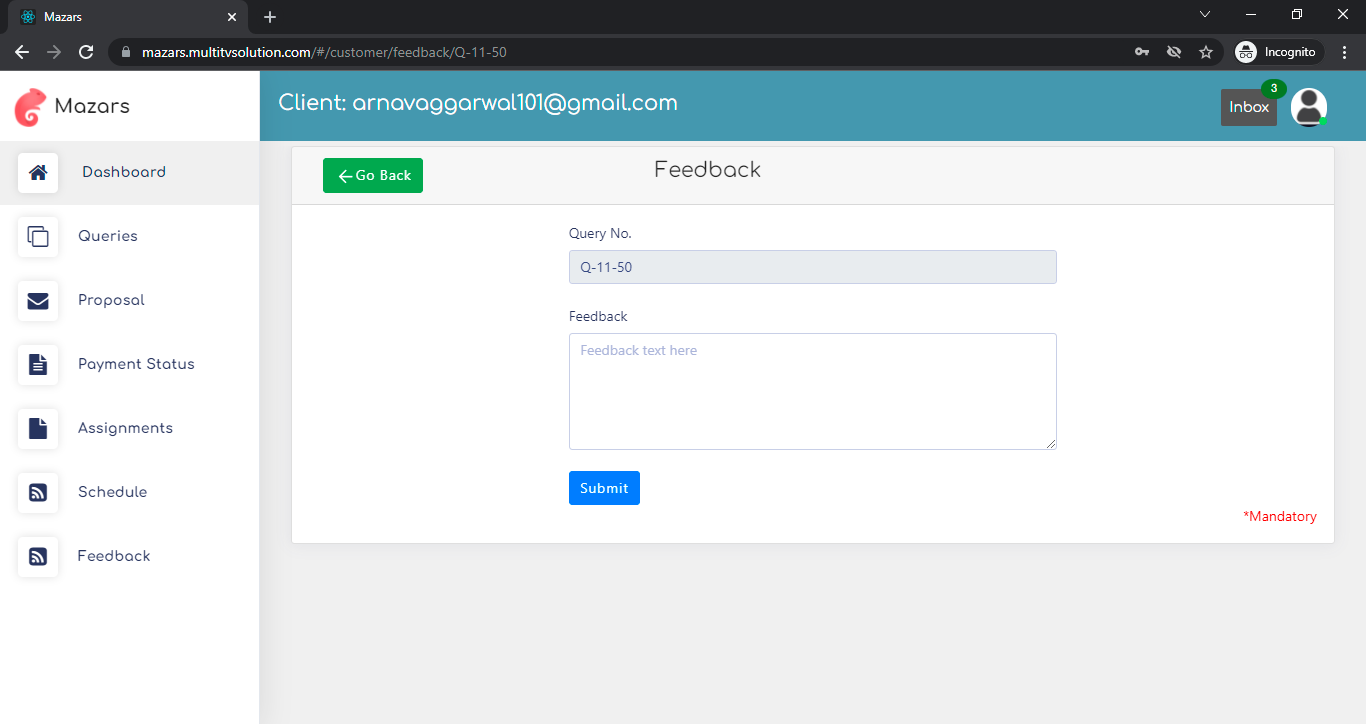 Mazars
mazars.multitvsolution.com/#/customer/feedback/Q-11-50
Incognito
Mazars
Client: arnavaggarwal101@gmail.com
Inbox
3
Dashboard
Queries
Proposal
Payment Status
Assignments
Schedule
Feedback
Go Back
Feedback
Query No.
Q-11-50
Feedback
Feedback text here
Submit
*Mandatory